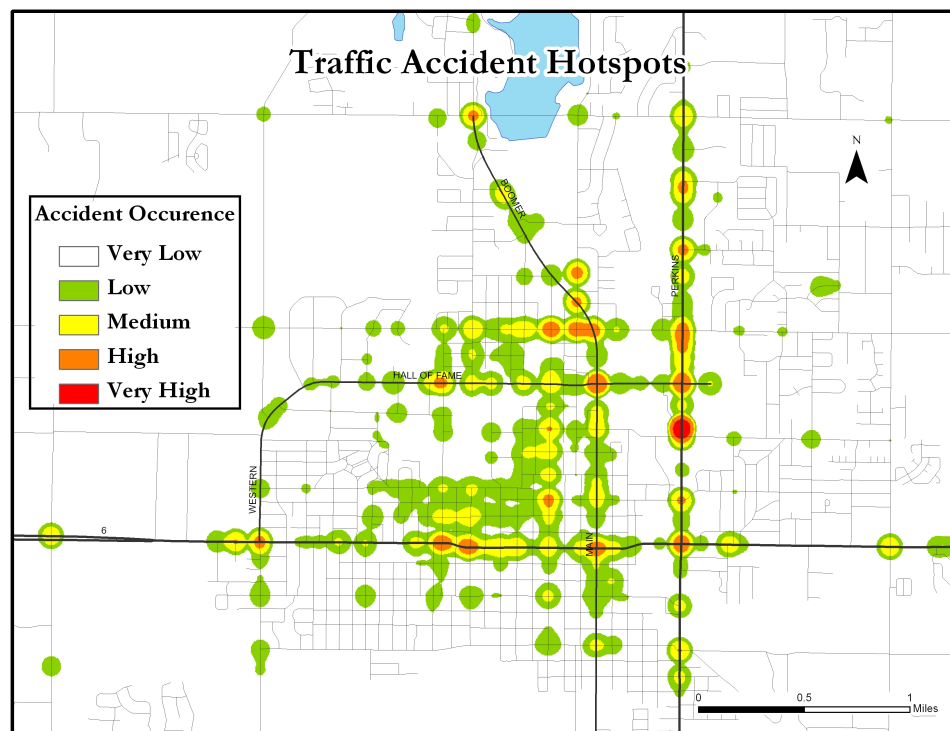 Traffic Accident Hotspots
N
BOOMER
Accident Occurence
Very Low
Low
Medium
High
Very High
PERKINS
HALL OF FAME
WESTERN
6
MAIN
0 0.5 1
Miles